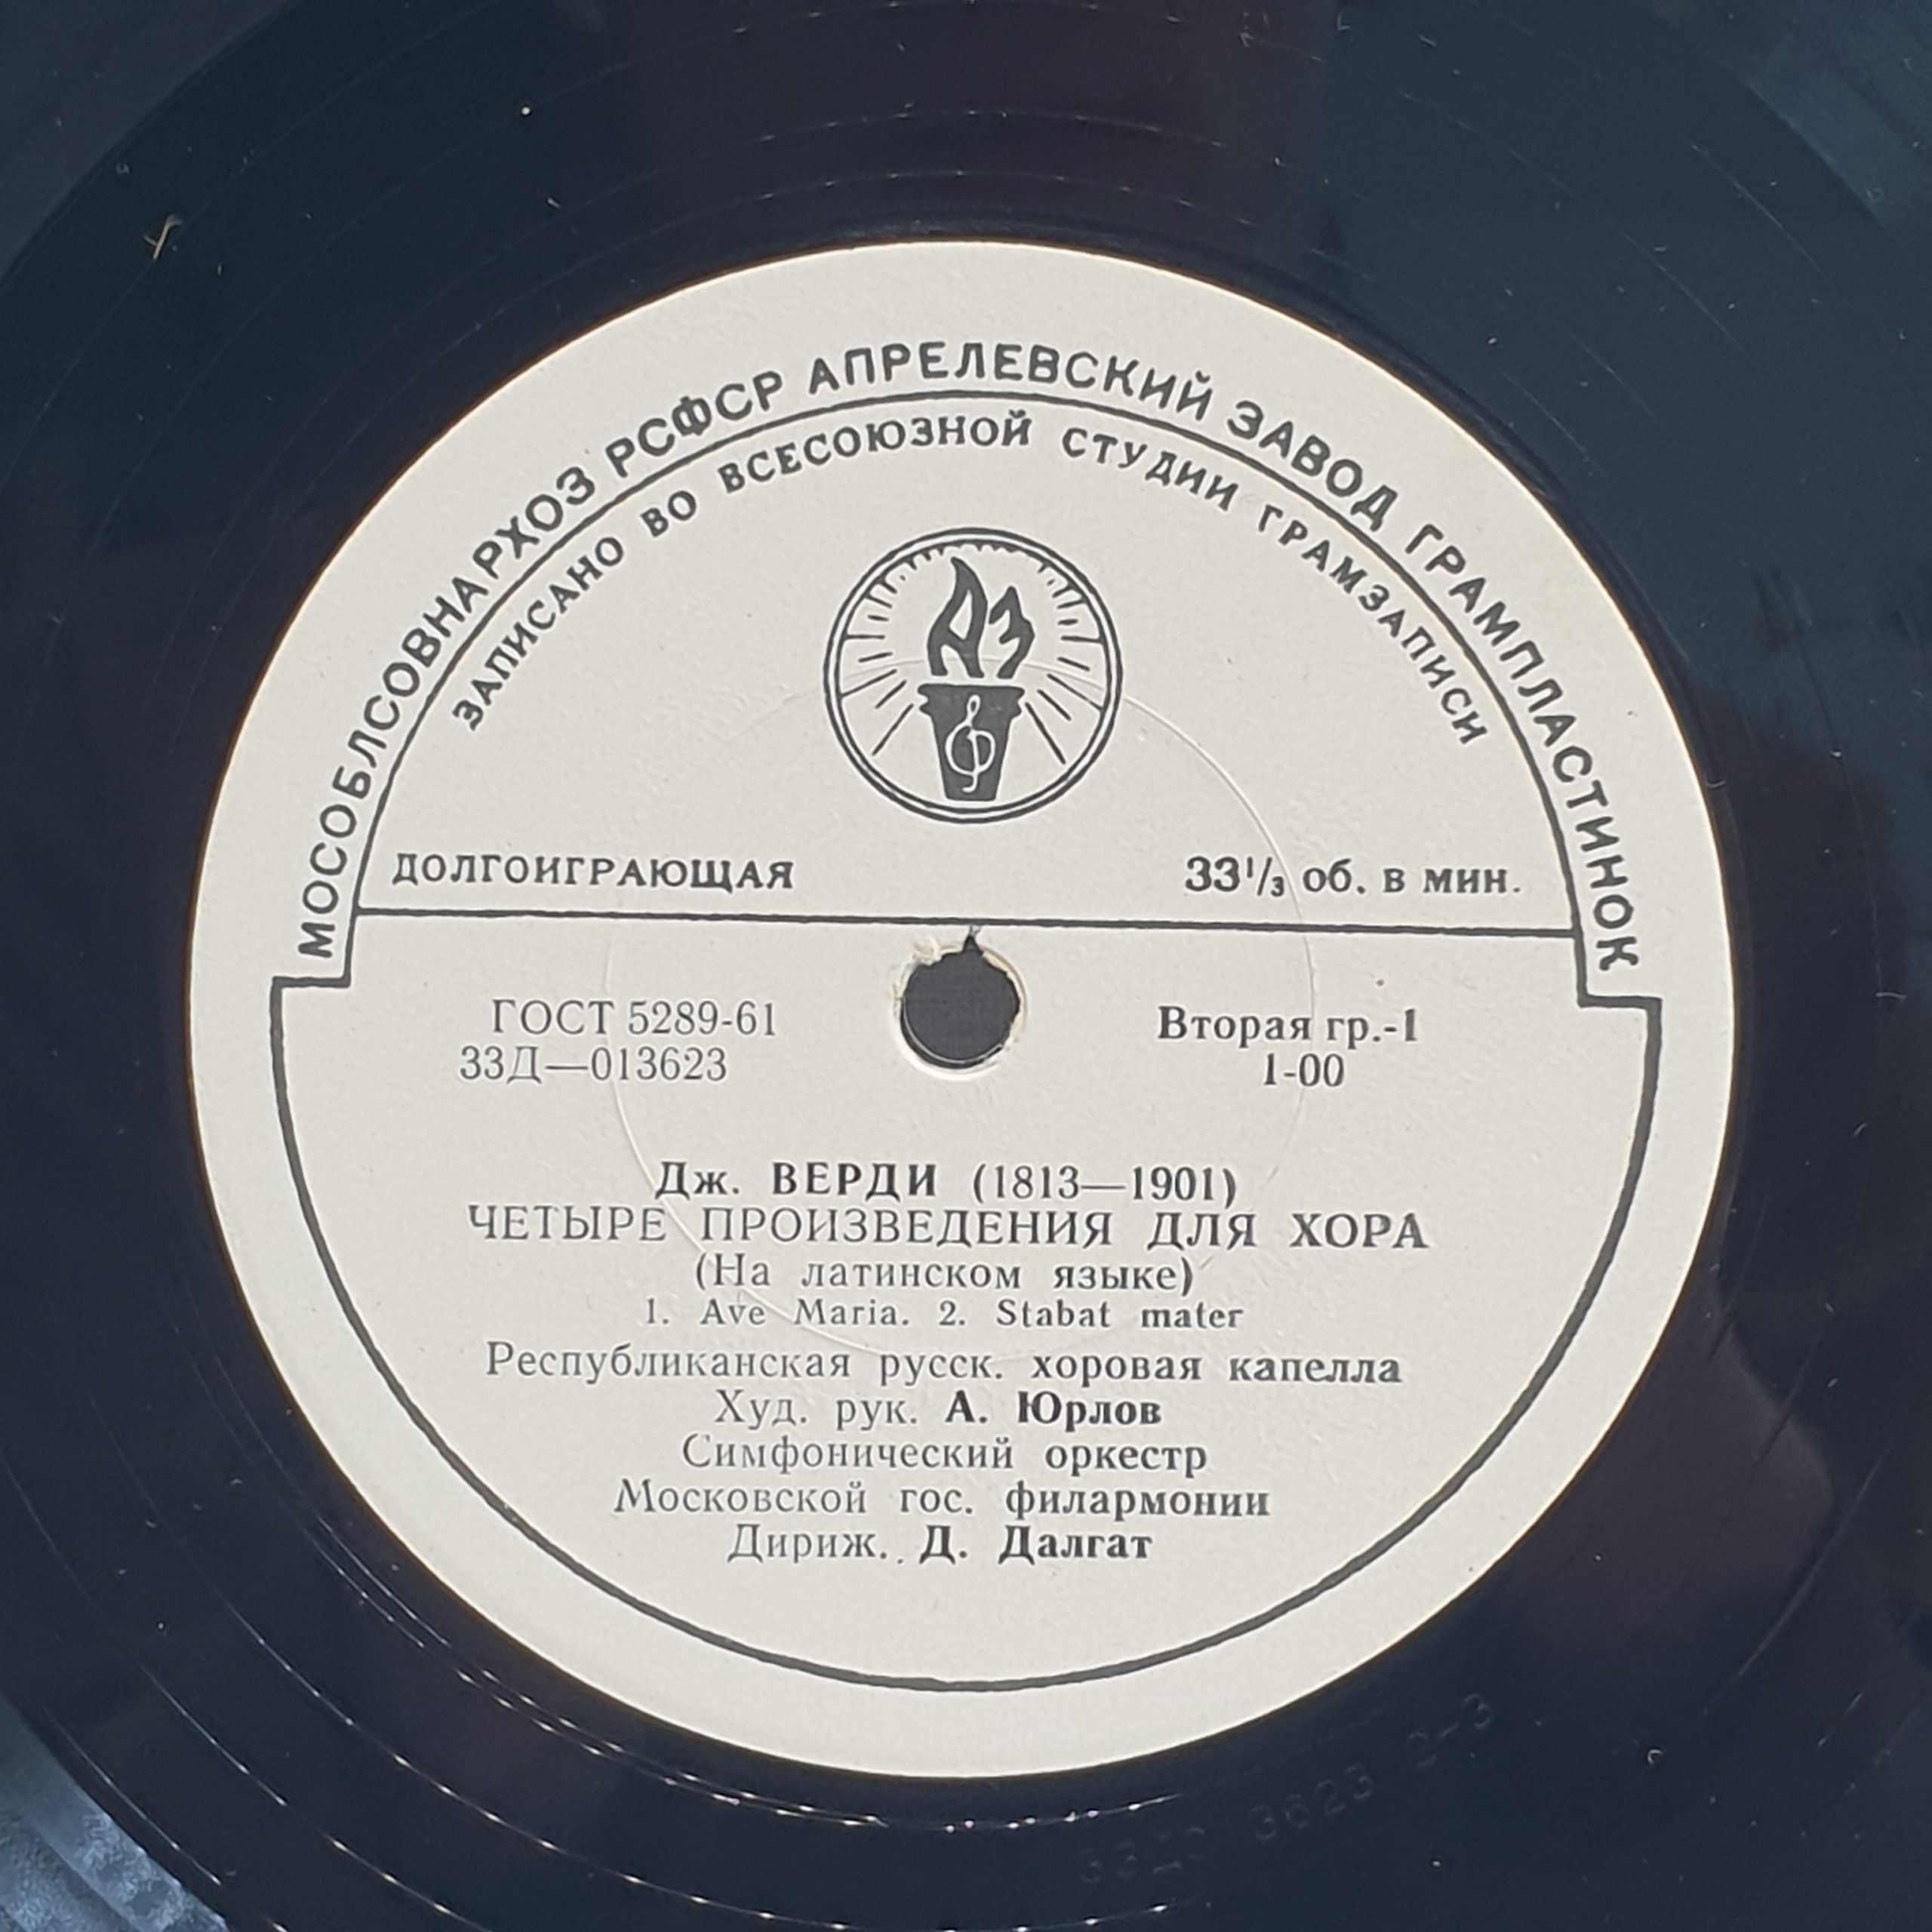 МОСОБЛСОВНАРХОЗ РСФСР АПРЕЛЕВСКИЙ ЗАВОД ГРАМПЛАСТИНОК
ЗАПИСАНО ВО ВСЕСОЮЗНОЙ СТУДИИ ГРАМЗАПИСИ
АЗ
ДОЛГОИГРАЮЩАЯ 33 1/3 об. в мин.
ГОСТ 5289-61 Вторая гр.-1
33Д—013623 1-00
Дж. ВЕРДИ (1813—1901)
ЧЕТЫРЕ ПРОИЗВЕДЕНИЯ ДЛЯ ХОРА
(На латинском языке)
1. Ave Maria. 2. Stabat mater
Республиканская русск. хоровая капелла
Худ. рук. А. Юрлов
Симфонический оркестр
Московской гос. филармонии
Дириж. Д. Далгат